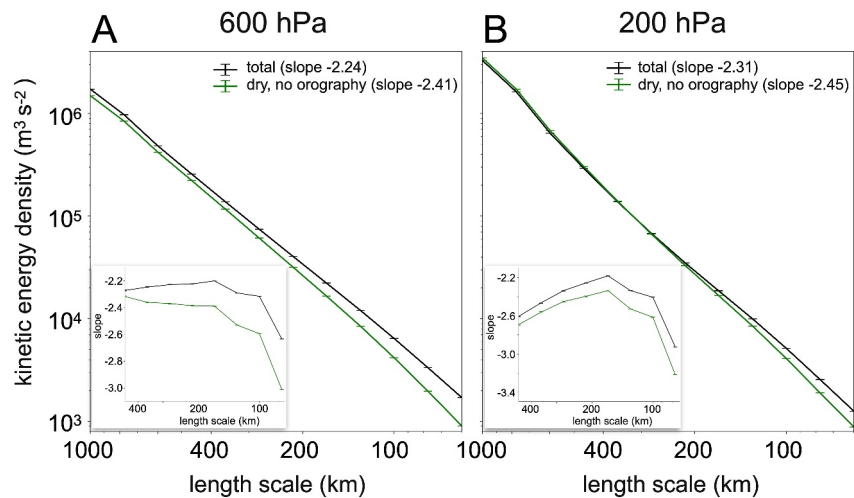 A 600 hPa
B 200 hPa
total (slope -2.24)
dry, no orography (slope -2.41)
total (slope -2.31)
dry, no orography (slope -2.45)
kinetic energy density (m³ s⁻²)
10⁶
10⁵
10⁴
10³
-2.2
-2.4
-2.6
-2.8
-3.0
slope
400 200 100
length scale (km)
-2.2
-2.6
-3.0
-3.4
slope
400 200 100
length scale (km)
1000 400 200 100
1000 400 200 100
length scale (km)
length scale (km)